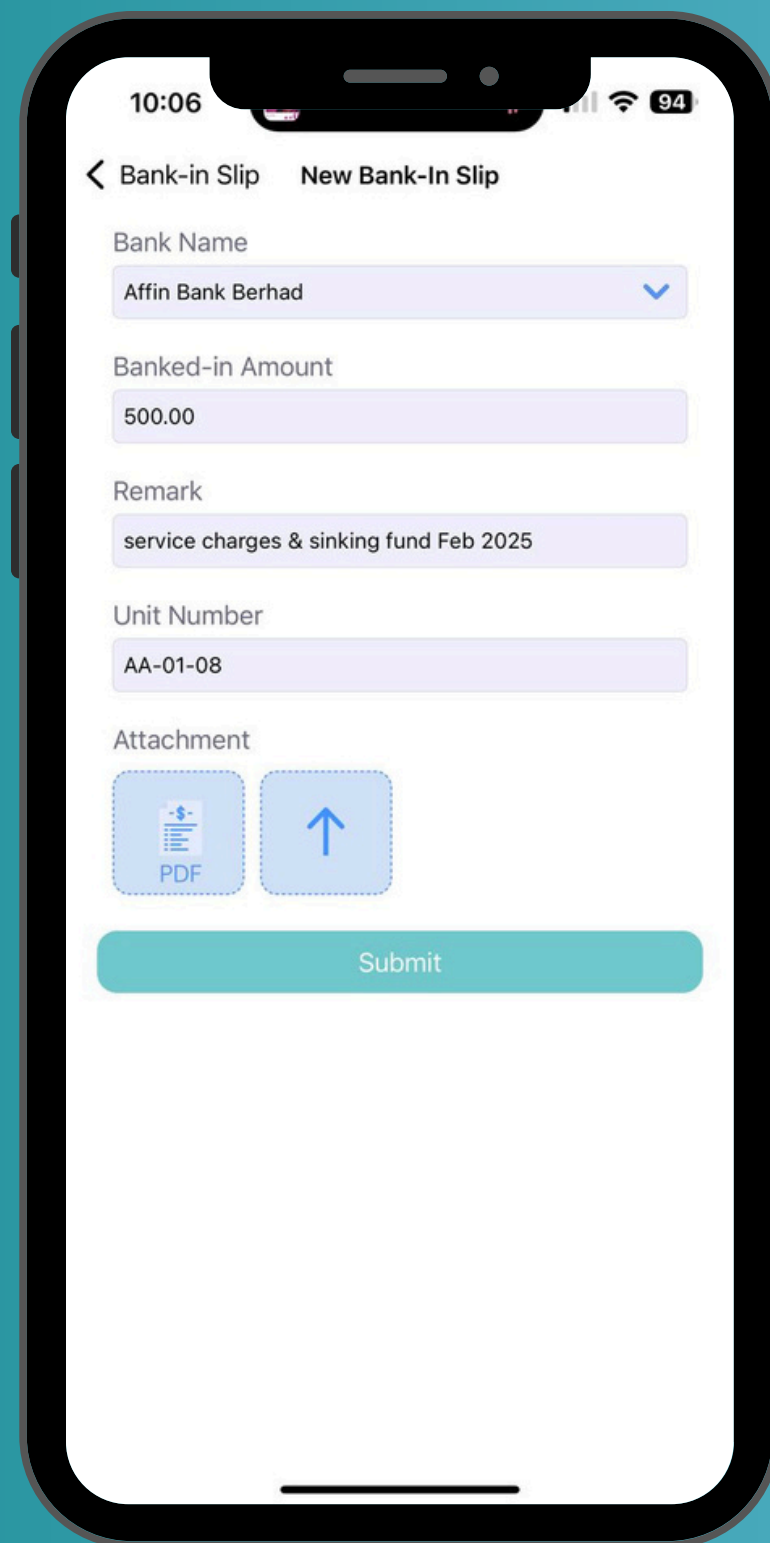 10:06
94
Bank-in Slip New Bank-In Slip
Bank Name
Affin Bank Berhad
Banked-in Amount
500.00
Remark
service charges & sinking fund Feb 2025
Unit Number
AA-01-08
Attachment
-$-
PDF
Submit